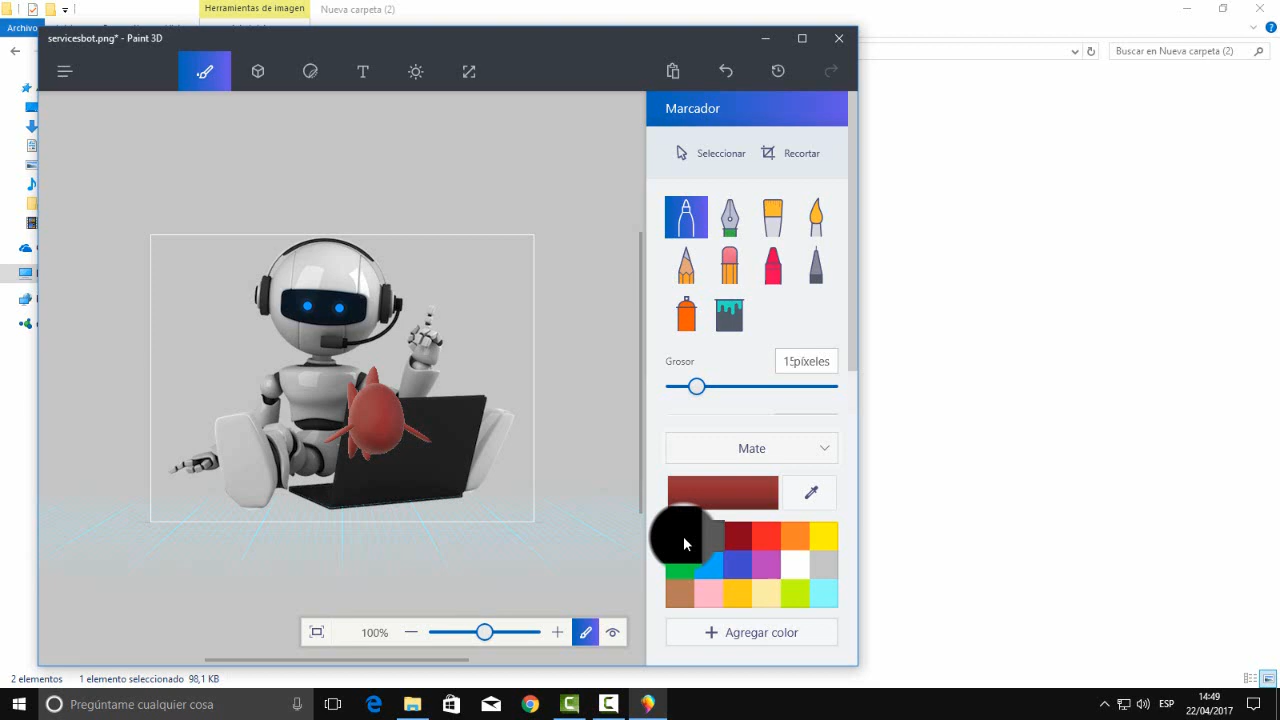 Herramientas de imagen
Nueva carpeta (2)
Archivo
servicesbot.png* - Paint 3D
Buscar en Nueva carpeta (2)
Marcador
Seleccionar
Recortar
Grosor
15píxeles
Mate
100%
Agregar color
2 elementos
1 elemento seleccionado 98,1 KB
Pregúntame cualquier cosa
ESP
14:49
22/04/2017